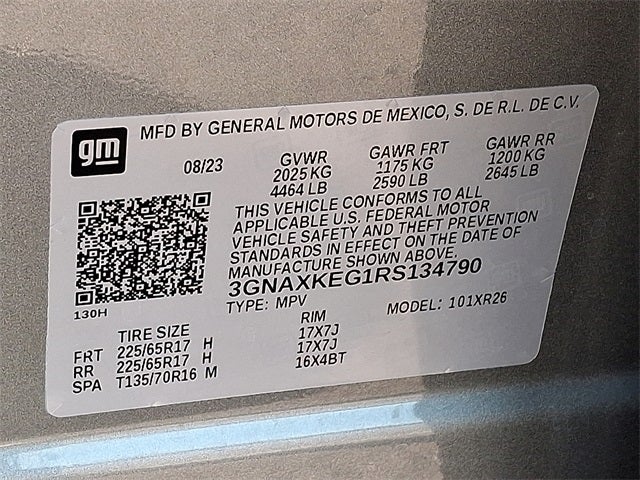 gm
MFD BY GENERAL MOTORS DE MEXICO, S. DE R.L. DE C.V.
08/23 GVWR GAWR FRT GAWR RR
2025 KG 1175 KG 1200 KG
4464 LB 2590 LB 2645 LB
THIS VEHICLE CONFORMS TO ALL
APPLICABLE U.S. FEDERAL MOTOR
VEHICLE SAFETY AND THEFT PREVENTION
STANDARDS IN EFFECT ON THE DATE OF
MANUFACTURE SHOWN ABOVE.
3GNAXKEG1RS134790
130H
TYPE: MPV MODEL: 101XR26
TIRE SIZE RIM
FRT 225/65R17 H 17X7J
RR 225/65R17 H 17X7J
SPA T135/70R16 M 16X4BT